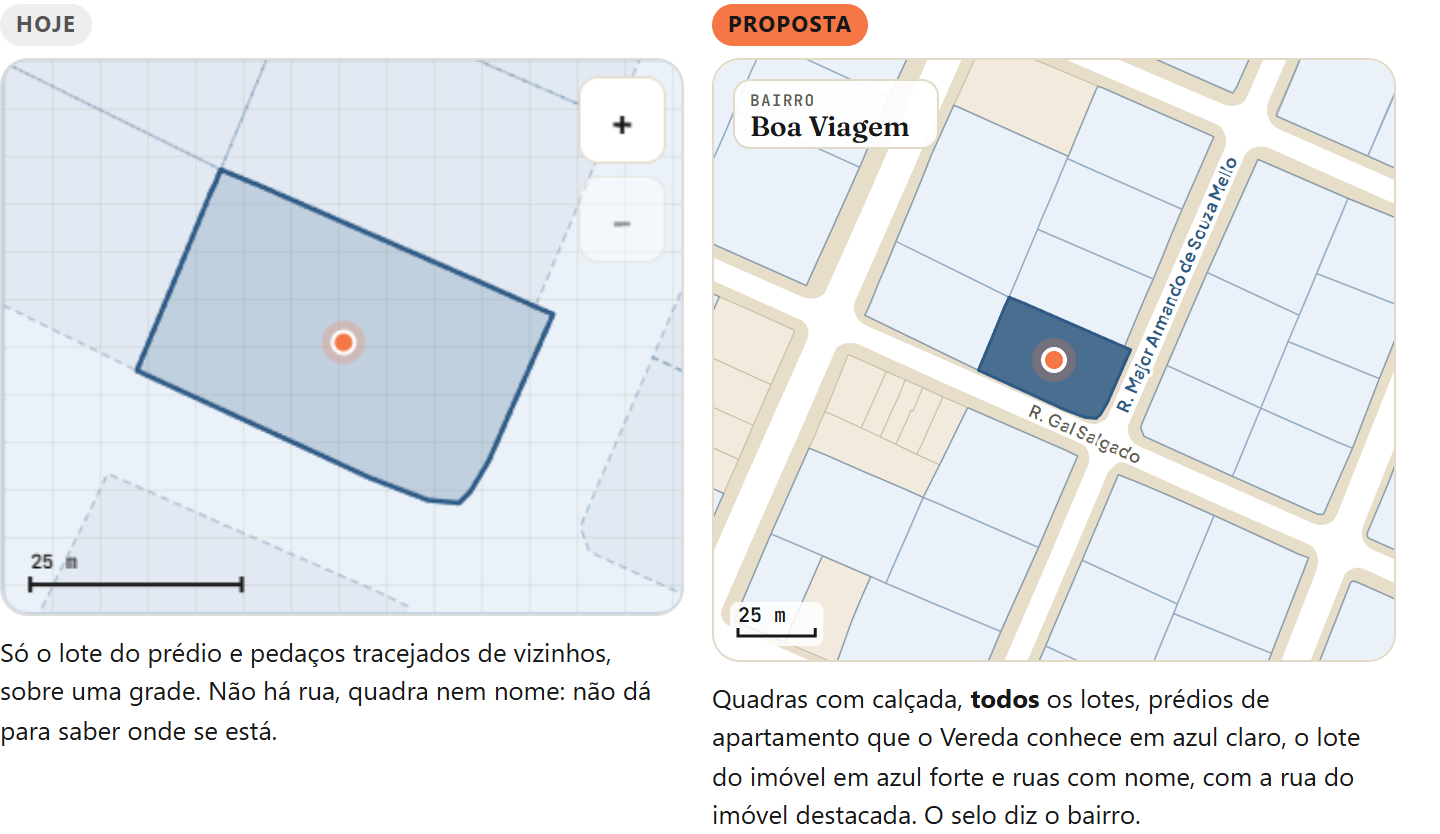 HOJE
+
−
25 m
Só o lote do prédio e pedaços tracejados de vizinhos,
sobre uma grade. Não há rua, quadra nem nome: não dá
para saber onde se está.
PROPOSTA
BAIRRO
Boa Viagem
R. Major Armando de Souza Mello
R. Gal Salgado
25 m
Quadras com calçada, todos os lotes, prédios de
apartamento que o Vereda conhece em azul claro, o lote
do imóvel em azul forte e ruas com nome, com a rua do
imóvel destacada. O selo diz o bairro.